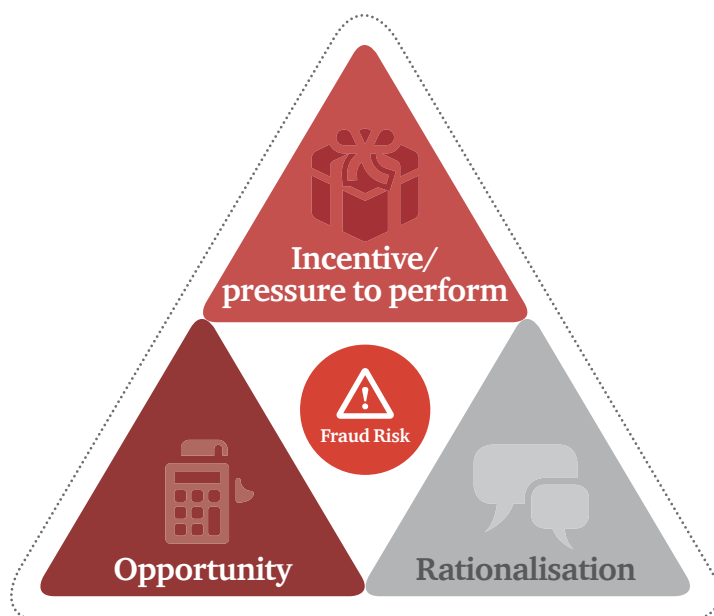 Incentive/
pressure to perform
Fraud Risk
Opportunity
Rationalisation